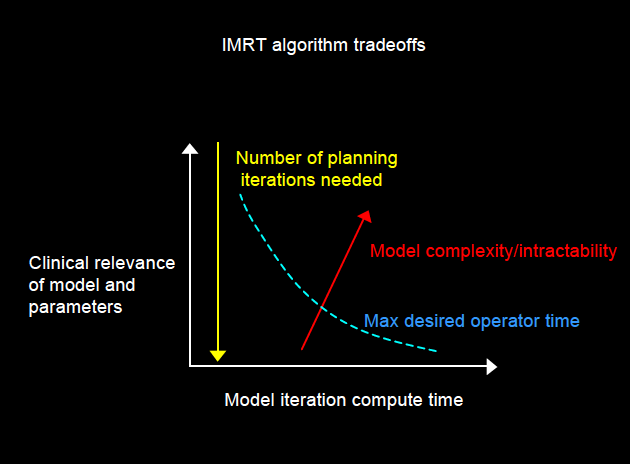 IMRT algorithm tradeoffs
Number of planning
iterations needed
Model complexity/intractability
Clinical relevance
of model and
parameters
Max desired operator time
Model iteration compute time